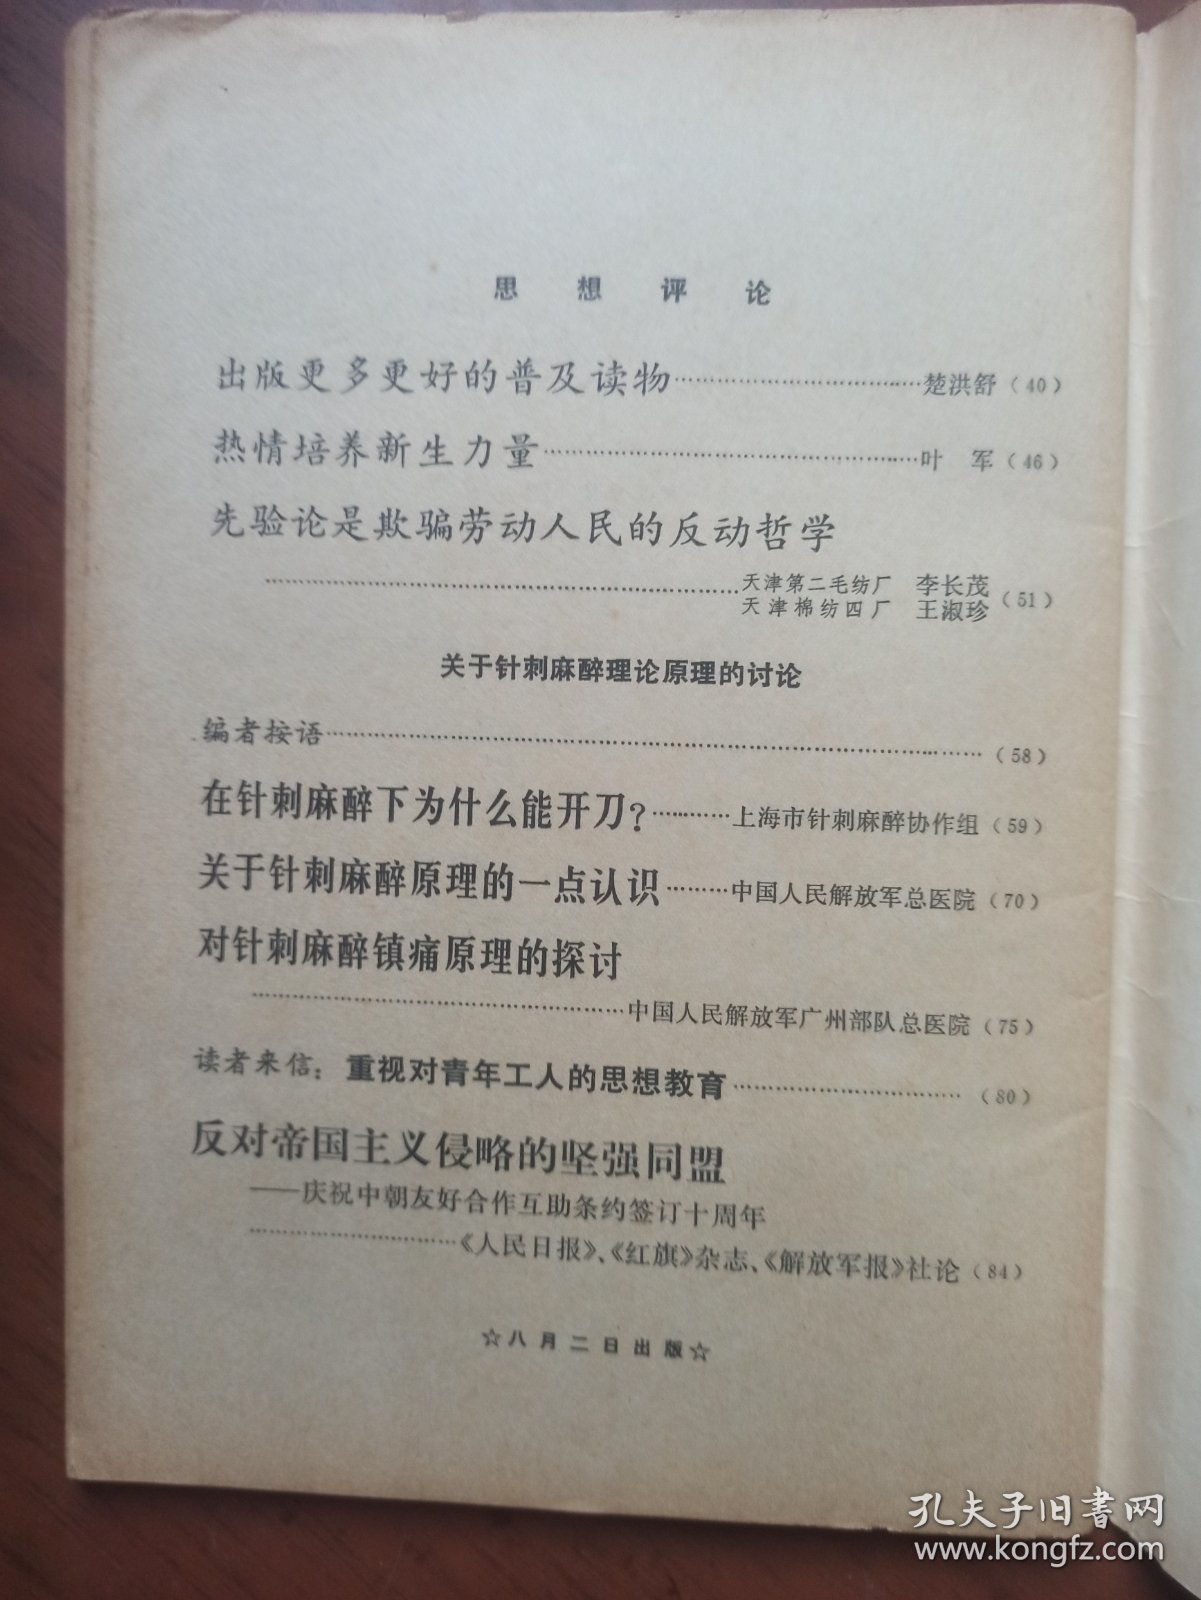 思想评论
出版更多更好的普及读物……楚洪舒(40)
热情培养新生力量……叶 军(46)
先验论是欺骗劳动人民的反动哲学
……天津第二毛纺厂 李长茂
天津棉纺四厂 王淑珍(51)
关于针刺麻醉理论原理的讨论
编者按语……(58)
在针刺麻醉下为什么能开刀?……上海市针刺麻醉协作组(59)
关于针刺麻醉原理的一点认识……中国人民解放军总医院(70)
对针刺麻醉镇痛原理的探讨
……中国人民解放军广州部队总医院(75)
读者来信:重视对青年工人的思想教育……(80)
反对帝国主义侵略的坚强同盟
——庆祝中朝友好合作互助条约签订十周年
……《人民日报》、《红旗》杂志、《解放军报》社论(84)
☆八月二日出版☆
孔夫子旧书网
www.kongfz.com